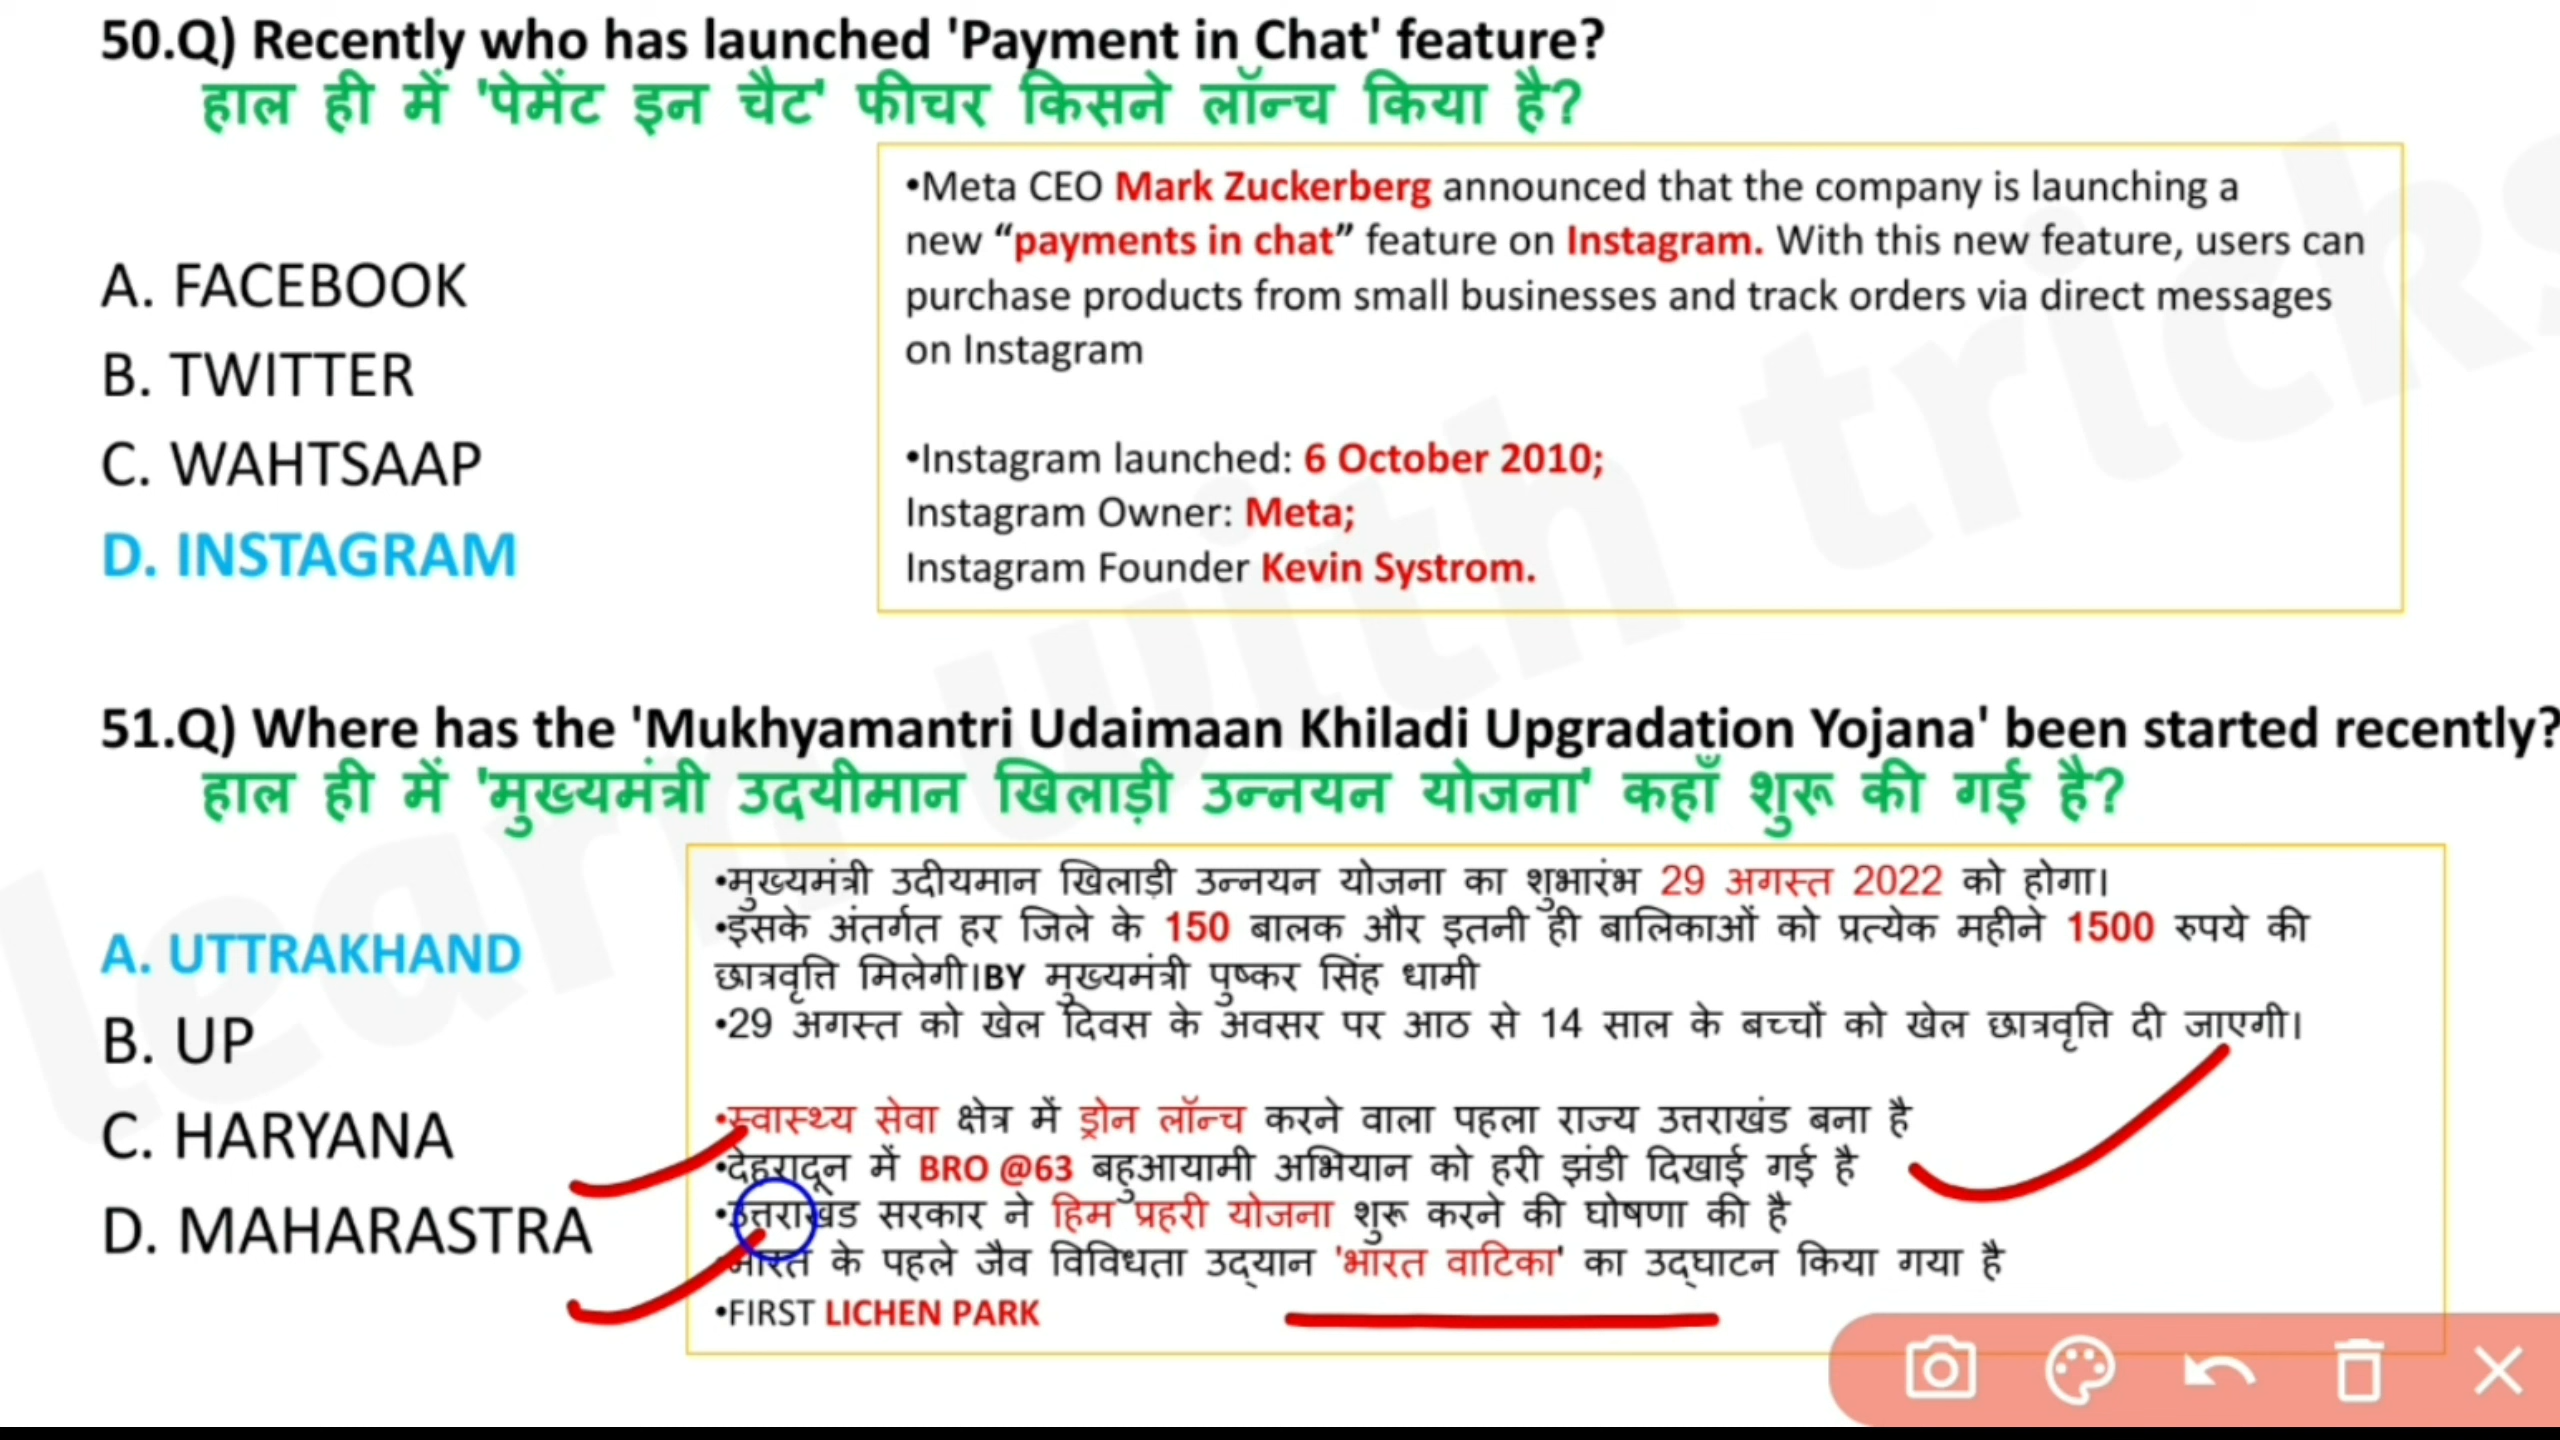 50.Q) Recently who has launched 'Payment in Chat' feature?
हाल ही में 'पेमेंट इन चैट' फीचर किसने लॉन्च किया है?
A. FACEBOOK
B. TWITTER
C. WAHTSAAP
D. INSTAGRAM
•Meta CEO Mark Zuckerberg announced that the company is launching a
new “payments in chat” feature on Instagram. With this new feature, users can
purchase products from small businesses and track orders via direct messages
on Instagram
•Instagram launched: 6 October 2010;
Instagram Owner: Meta;
Instagram Founder Kevin Systrom.
51.Q) Where has the 'Mukhyamantri Udaimaan Khiladi Upgradation Yojana' been started recently?
हाल ही में 'मुख्यमंत्री उदयीमान खिलाड़ी उन्नयन योजना' कहाँ शुरू की गई है?
A. UTTRAKHAND
B. UP
C. HARYANA
D. MAHARASTRA
•मुख्यमंत्री उदीयमान खिलाड़ी उन्नयन योजना का शुभारंभ 29 अगस्त 2022 को होगा।
•इसके अंतर्गत हर जिले के 150 बालक और इतनी ही बालिकाओं को प्रत्येक महीने 1500 रुपये की
छात्रवृत्ति मिलेगी।BY मुख्यमंत्री पुष्कर सिंह धामी
•29 अगस्त को खेल दिवस के अवसर पर आठ से 14 साल के बच्चों को खेल छात्रवृत्ति दी जाएगी।
•स्वास्थ्य सेवा क्षेत्र में ड्रोन लॉन्च करने वाला पहला राज्य उत्तराखंड बना है
•देहरादून में BRO @63 बहुआयामी अभियान को हरी झंडी दिखाई गई है
•उत्तराखंड सरकार ने हिम प्रहरी योजना शुरू करने की घोषणा की है
•भारत के पहले जैव विविधता उद्यान 'भारत वाटिका' का उद्घाटन किया गया है
•FIRST LICHEN PARK
learn with tricks